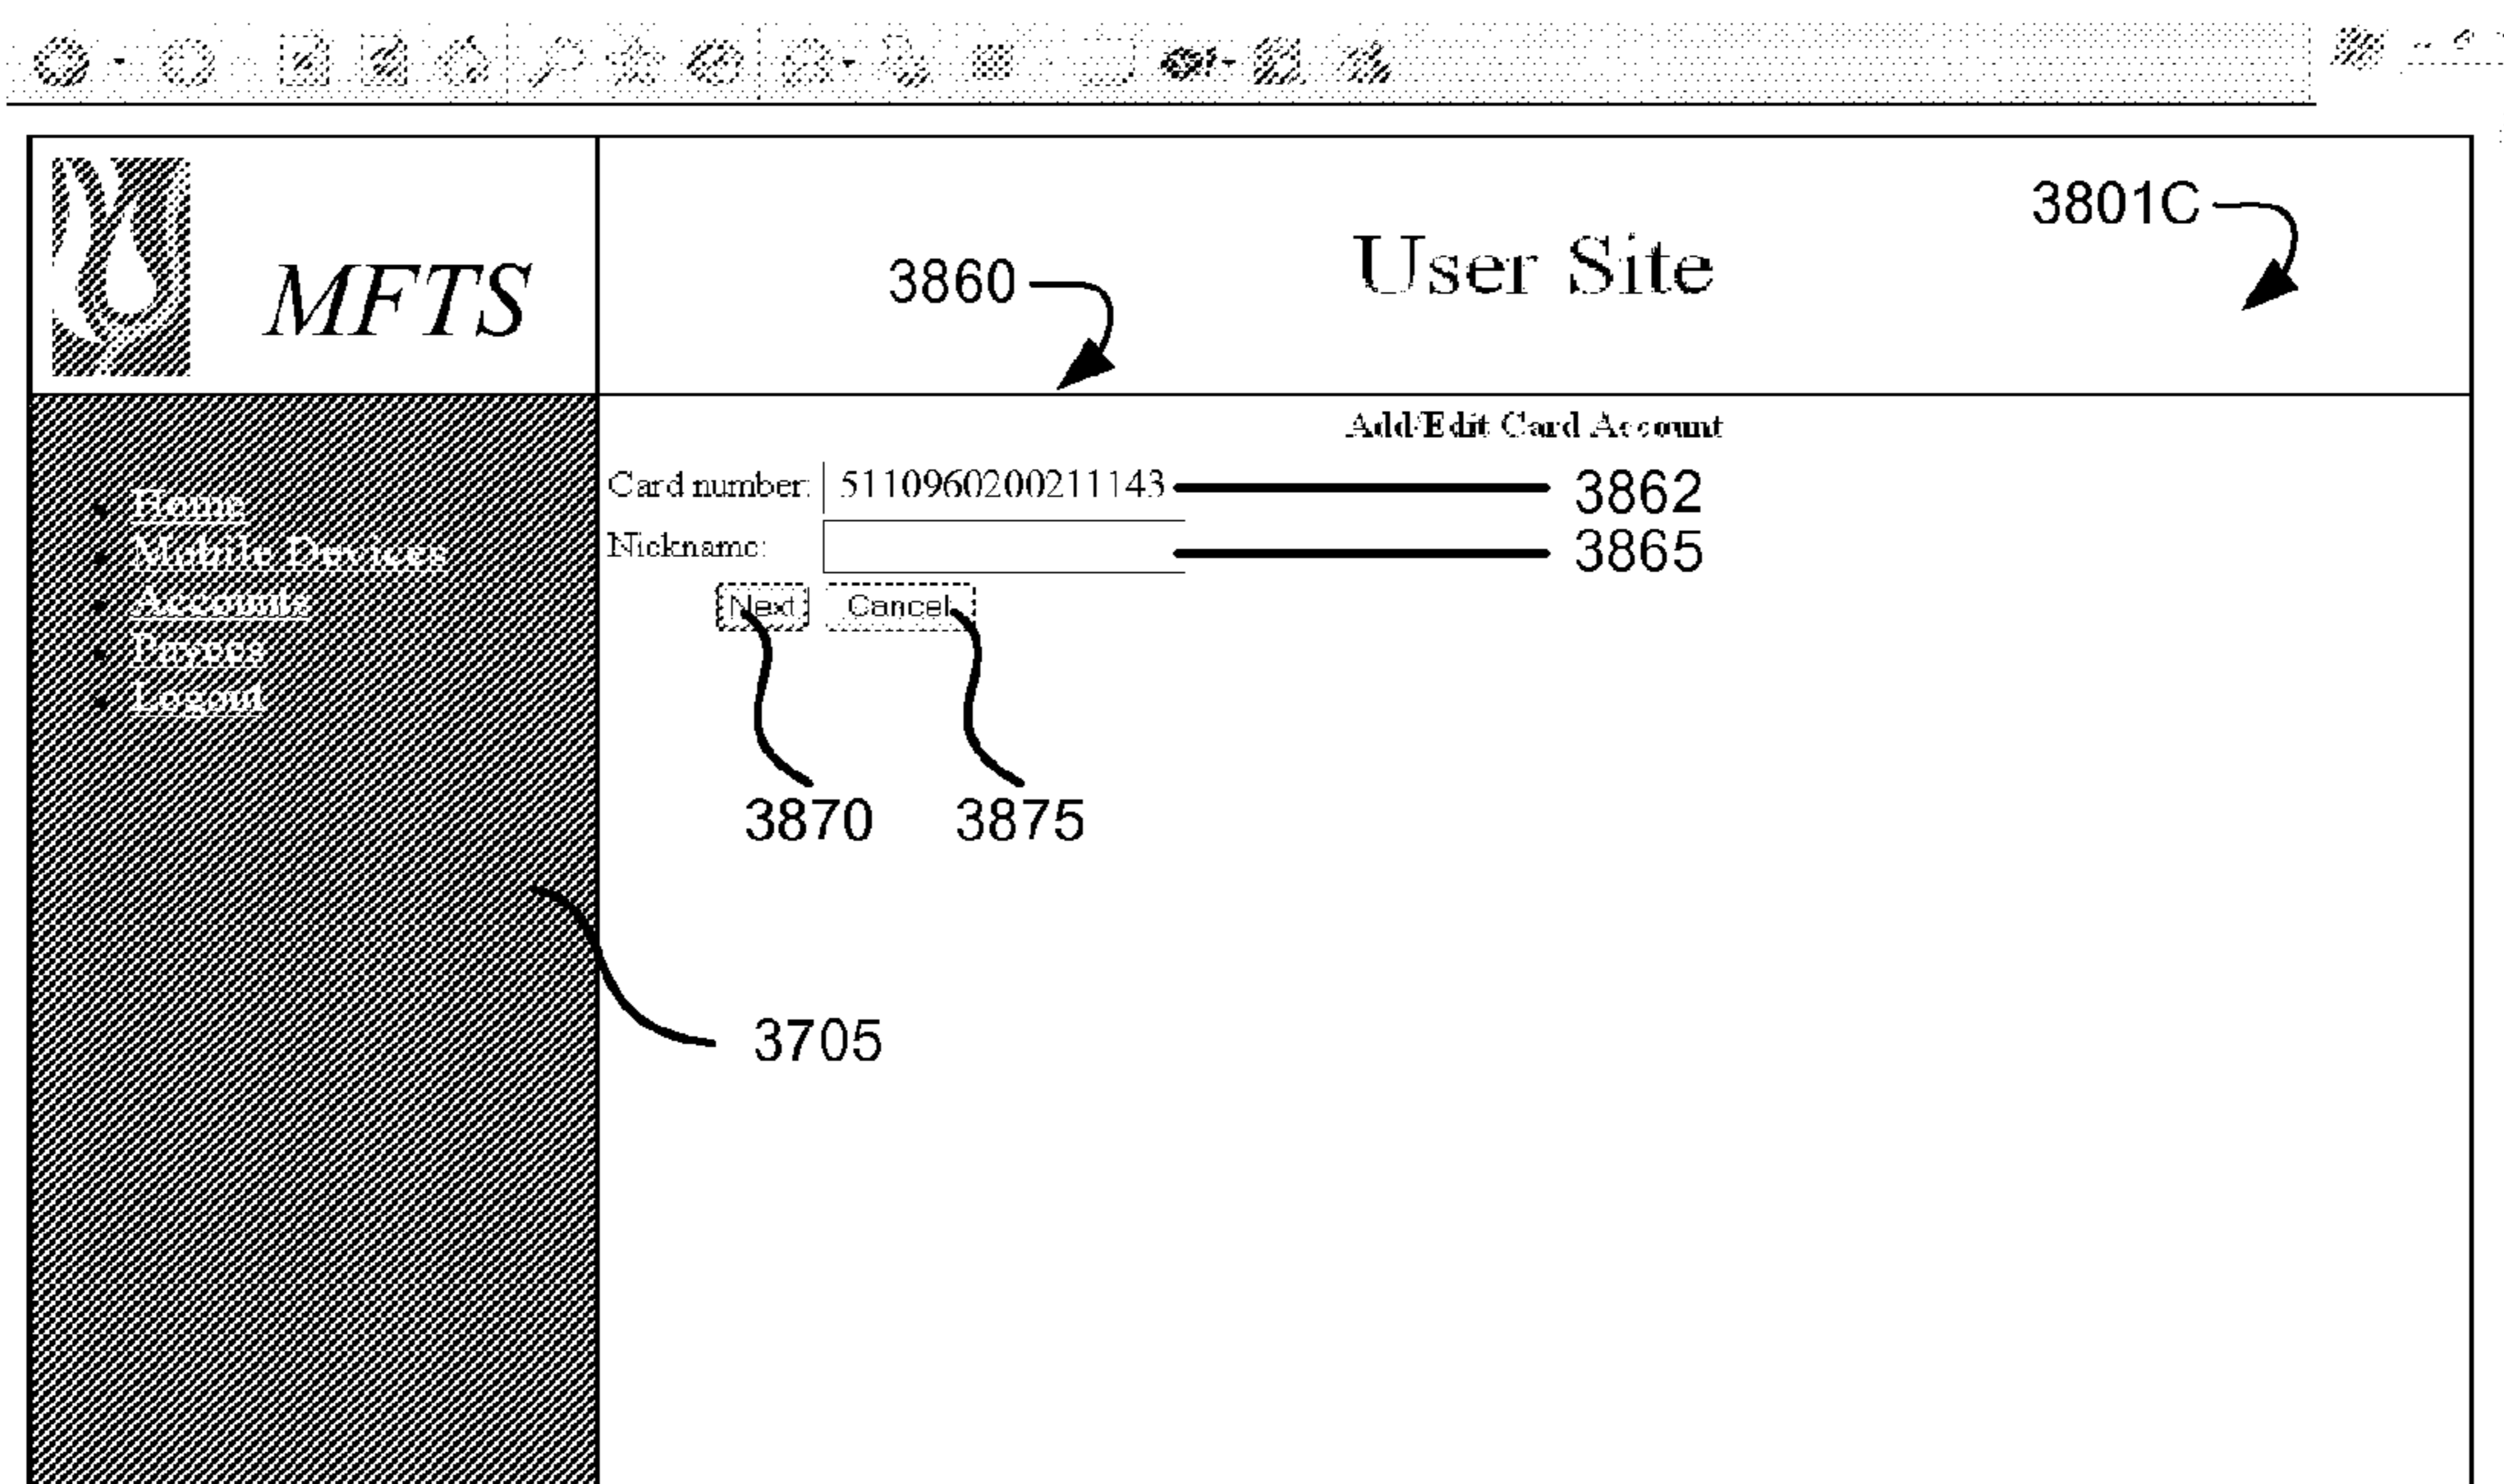 3801C
User Site
3860
MFTS
Add/Edit Card Account
Card number: 5110960200211143 3862
Nickname: 3865
Next Cancel
Home
Mobile Devices
Accounts
Payees
Logout
3870 3875
3705